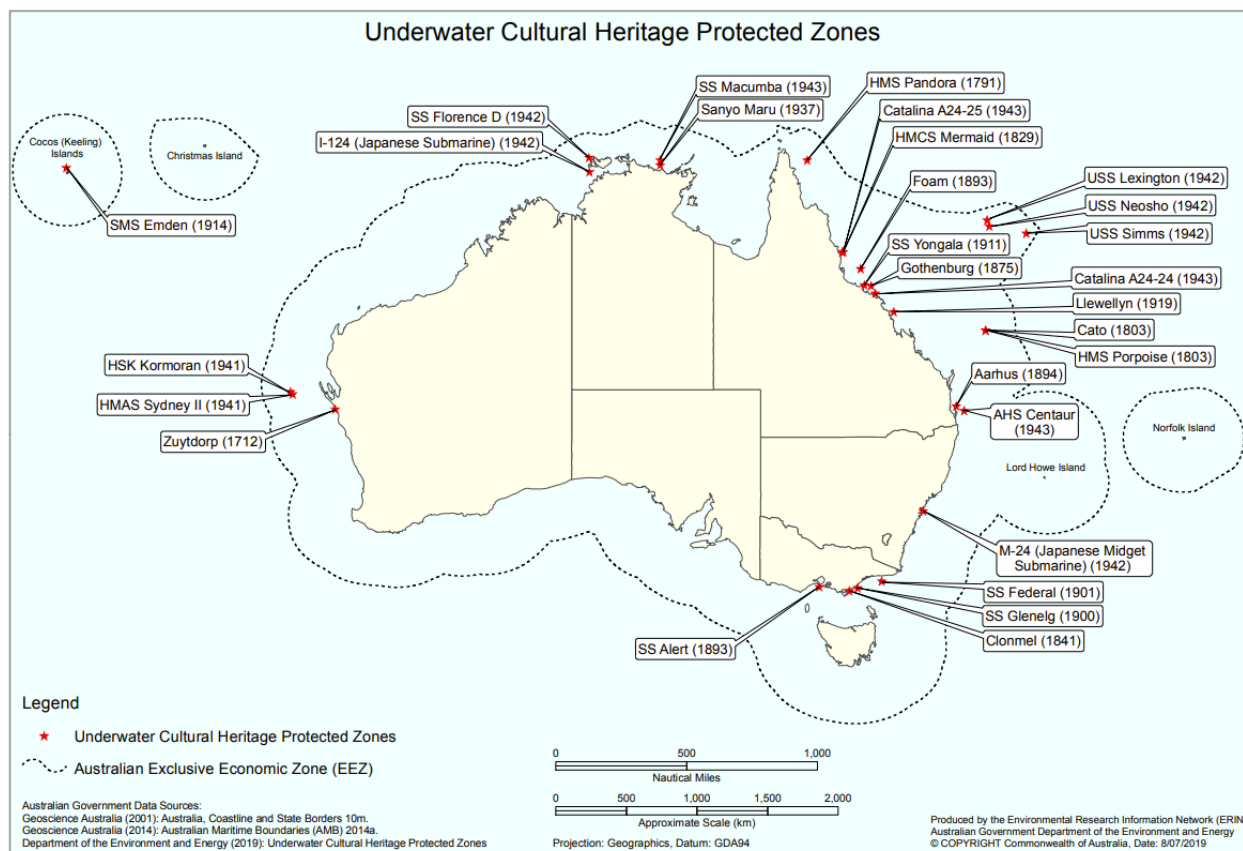 Underwater Cultural Heritage Protected Zones
SS Macumba (1943)
HMS Pandora (1791)
SS Florence D (1942)
Sanyo Maru (1937)
Catalina A24-25 (1943)
I-124 (Japanese Submarine) (1942)
HMCS Mermaid (1829)
Cocos (Keeling)
Islands
Christmas Island
Foam (1893)
USS Lexington (1942)
USS Neosho (1942)
SMS Emden (1914)
USS Simms (1942)
SS Yongala (1911)
Gothenburg (1875)
Catalina A24-24 (1943)
Llewellyn (1919)
Cato (1803)
HMS Porpoise (1803)
HSK Kormoran (1941)
Aarhus (1894)
HMAS Sydney II (1941)
AHS Centaur
(1943)
Norfolk Island
Zuytdorp (1712)
Lord Howe Island
M-24 (Japanese Midget
Submarine) (1942)
SS Federal (1901)
SS Glenelg (1900)
SS Alert (1893)
Clonmel (1841)
Legend
Underwater Cultural Heritage Protected Zones
Australian Exclusive Economic Zone (EEZ)
0 500 1,000
Nautical Miles
0 500 1,000 1,500 2,000
Approximate Scale (km)
Australian Government Data Sources:
Geoscience Australia (2001): Australia, Coastline and State Borders 10m.
Geoscience Australia (2014): Australian Maritime Boundaries (AMB) 2014a.
Department of the Environment and Energy (2019): Underwater Cultural Heritage Protected Zones
Projection: Geographics, Datum: GDA94
Produced by the Environmental Research Information Network (ERIN
Australian Government Department of the Environment and Energy
© COPYRIGHT Commonwealth of Australia, Date: 8/07/2019